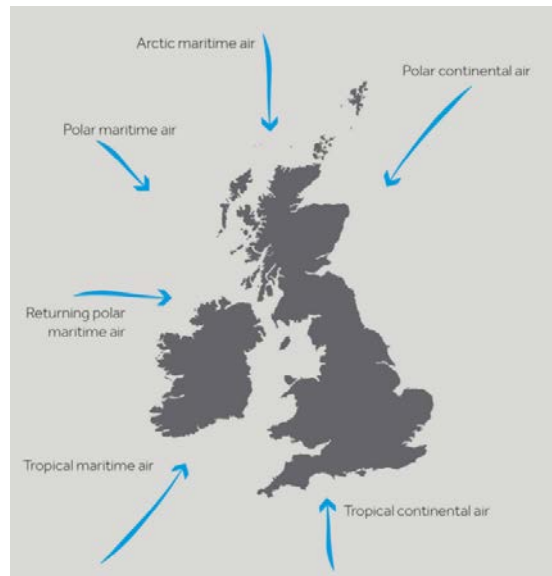 Arctic maritime air
Polar continental air
Polar maritime air
Returning polar
maritime air
Tropical maritime air
Tropical continental air